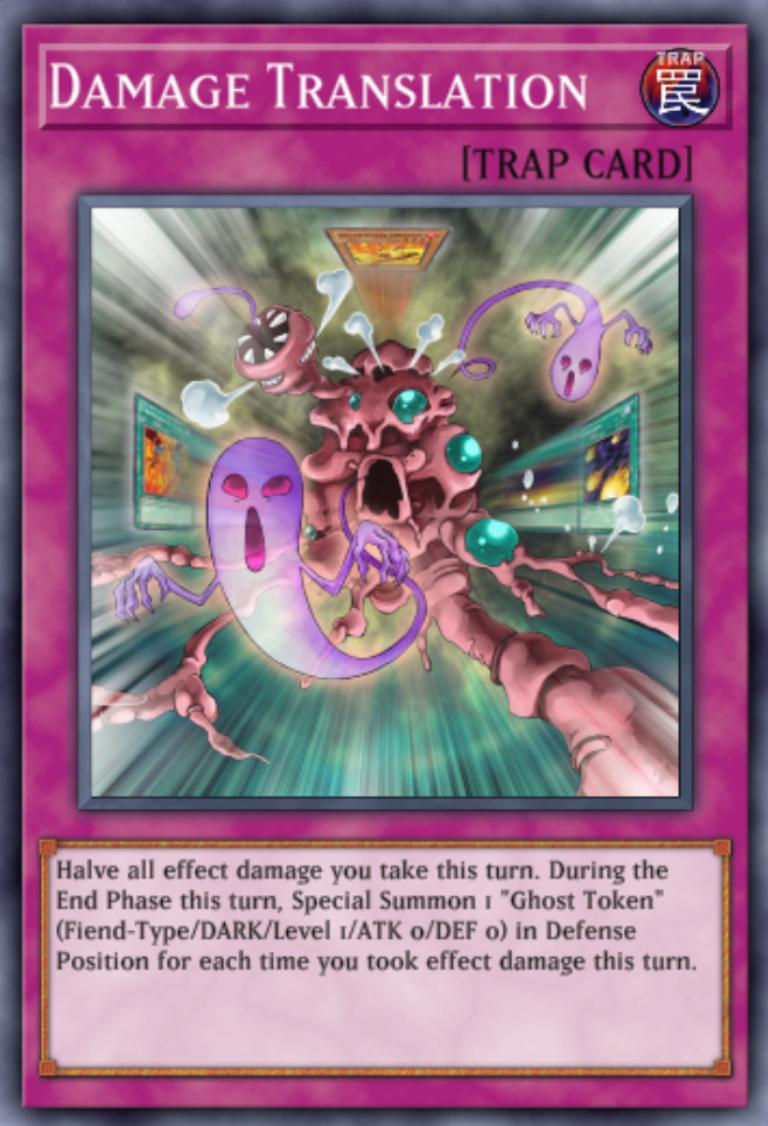 DAMAGE TRANSLATION
TRAP
罠
[TRAP CARD]
Halve all effect damage you take this turn. During the
End Phase this turn, Special Summon 1 "Ghost Token"
(Fiend-Type/DARK/Level 1/ATK 0/DEF 0) in Defense
Position for each time you took effect damage this turn.